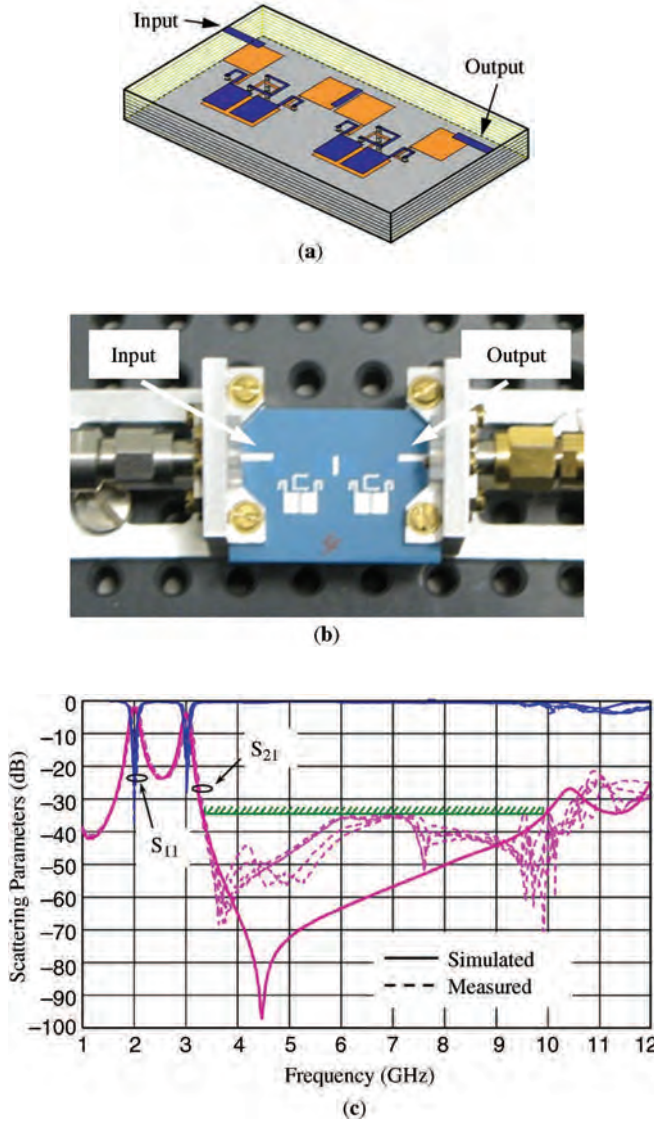 Input
Output
(a)
Input
Output
(b)
0
−10
−20
−30
−40
−50
−60
−70
−80
−90
−100
Scattering Parameters (dB)
S21
S11
Simulated
Measured
1 2 3 4 5 6 7 8 9 10 11 12
Frequency (GHz)
(c)